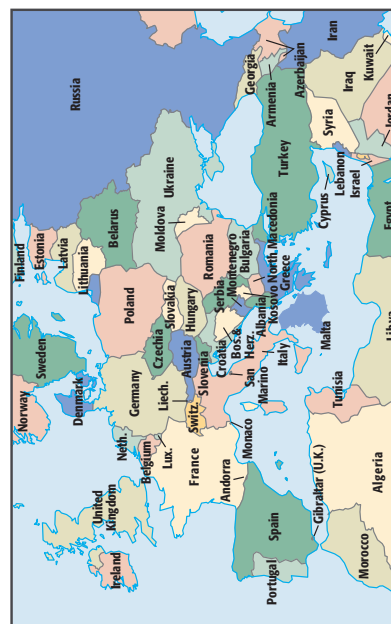 Norway
Sweden
Finland
Estonia
Latvia
Lithuania
Russia
Denmark
Ireland
United
Kingdom
Neth.
Belgium
Lux.
Germany
Poland
Belarus
Ukraine
Moldova
Czechia
Slovakia
Liech.
Austria
Hungary
Switz.
Slovenia
Croatia
Bos.&
Herz.
Serbia
Romania
Montenegro
Bulgaria
Kosovo
North. Macedonia
Albania
Greece
France
Monaco
San
Marino
Italy
Andorra
Spain
Portugal
Gibraltar (U.K.)
Malta
Georgia
Armenia
Azerbaijan
Turkey
Cyprus
Syria
Lebanon
Israel
Iraq
Iran
Kuwait
Jordan
Morocco
Algeria
Tunisia